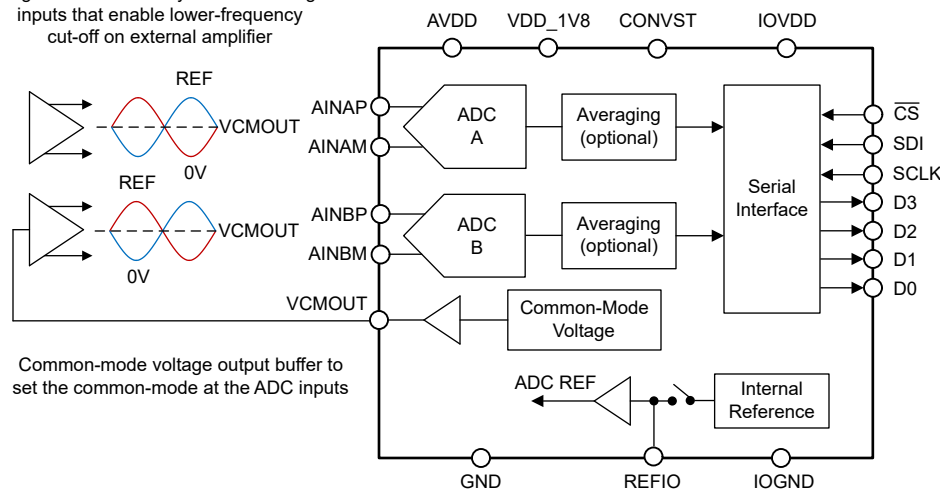 inputs that enable lower-frequency
cut-off on external amplifier
AVDD
VDD_1V8
CONVST
IOVDD
REF
VCMOUT
0V
AINAP
AINAM
ADC
A
Averaging
(optional)
REF
VCMOUT
0V
AINBP
AINBM
ADC
B
Averaging
(optional)
Serial
Interface
CS
SDI
SCLK
D3
D2
D1
D0
VCMOUT
Common-Mode
Voltage
Common-mode voltage output buffer to
set the common-mode at the ADC inputs
ADC REF
Internal
Reference
GND
REFIO
IOGND